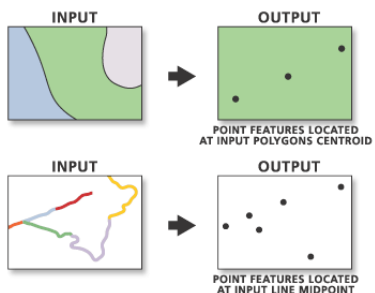 INPUT
OUTPUT
POINT FEATURES LOCATED
AT INPUT POLYGONS CENTROID
INPUT
OUTPUT
POINT FEATURES LOCATED
AT INPUT LINE MIDPOINT